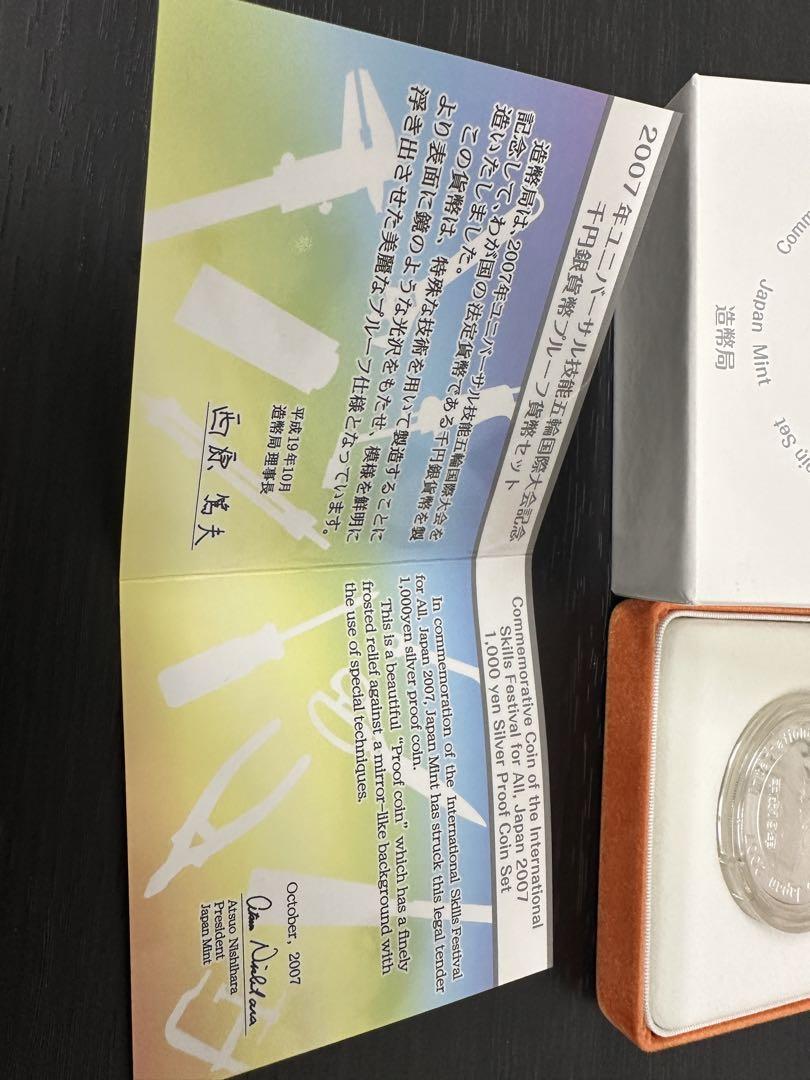 2007年ユニバーサル技能五輪国際大会記念
千円銀貨幣プルーフ貨幣セット
造幣局は、2007年ユニバーサル技能五輪国際大会を
記念して、わが国の法定貨幣である千円銀貨幣を製
造いたしました。
この貨幣は、特殊な技術を用いて製造することに
より表面に鏡のような光沢をもたせ、模様を鮮明に
浮き出させた美麗なプルーフ仕様となっています。
平成19年10月
造幣局理事長
西原 篤夫
Commemorative Coin of the International
Skills Festival for All, Japan 2007
1,000 yen Silver Proof Coin Set
In commemoration of the International Skills Festival
for All, Japan 2007, Japan Mint has struck this legal tender
1,000yen silver proof coin.
This is a beautiful “Proof coin” which has a finely
frosted relief against a mirror-like background with
the use of special techniques.
October, 2007
Atsuo Nishihara
Atsuo Nishihara
President
Japan Mint
Japan Mint
造幣局
Set
Japan 2007